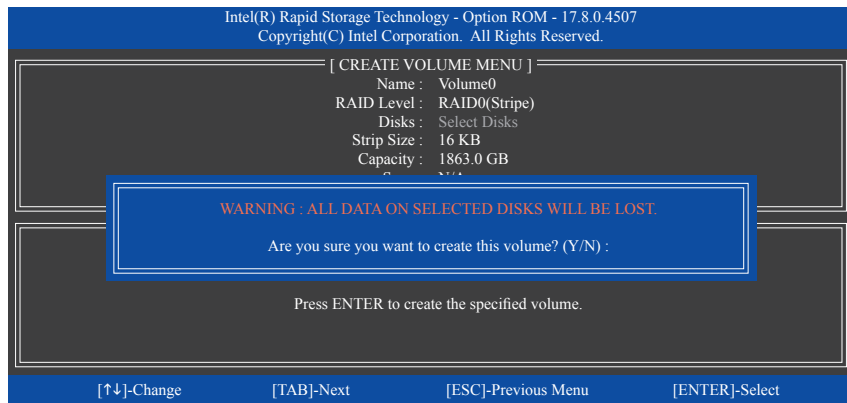 Intel(R) Rapid Storage Technology - Option ROM - 17.8.0.4507
Copyright(C) Intel Corporation. All Rights Reserved.
[ CREATE VOLUME MENU ]
Name : Volume0
RAID Level : RAID0(Stripe)
Disks : Select Disks
Strip Size : 16 KB
Capacity : 1863.0 GB
WARNING : ALL DATA ON SELECTED DISKS WILL BE LOST.
Are you sure you want to create this volume? (Y/N) :
Press ENTER to create the specified volume.
[↑↓]-Change [TAB]-Next [ESC]-Previous Menu [ENTER]-Select